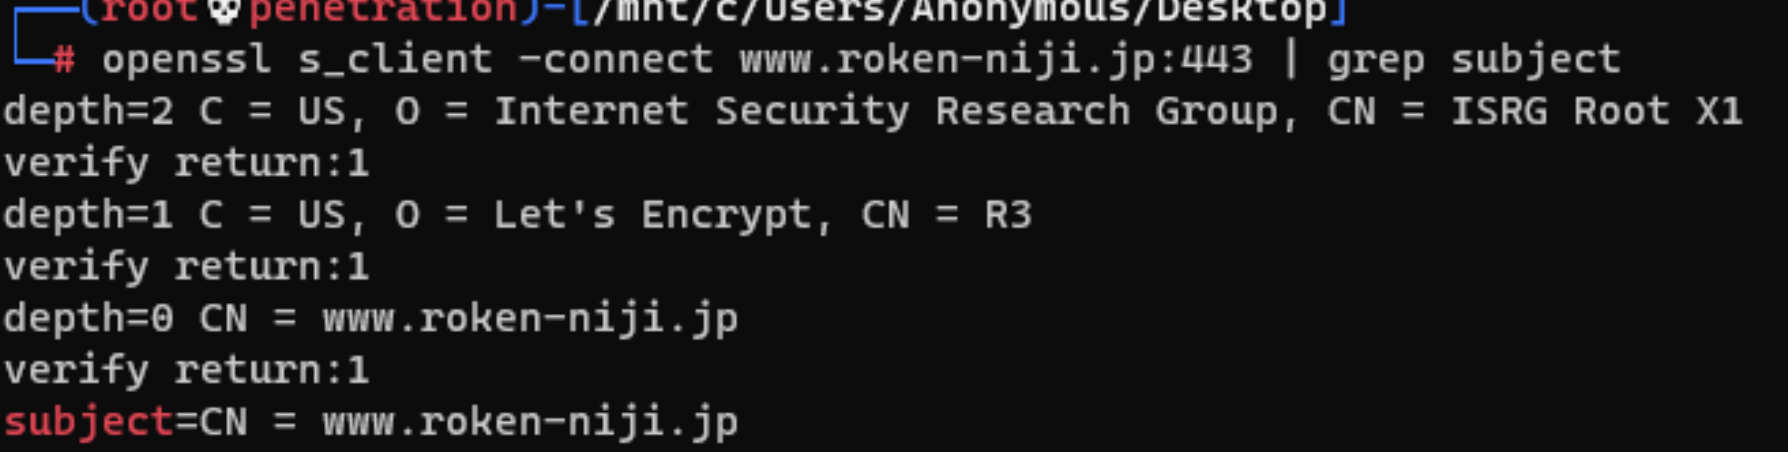 ┌──(root💀penetration)-[/mnt/c/Users/Anonymous/Desktop]
└─# openssl s_client -connect www.roken-niji.jp:443 | grep subject
depth=2 C = US, O = Internet Security Research Group, CN = ISRG Root X1
verify return:1
depth=1 C = US, O = Let's Encrypt, CN = R3
verify return:1
depth=0 CN = www.roken-niji.jp
verify return:1
subject=CN = www.roken-niji.jp